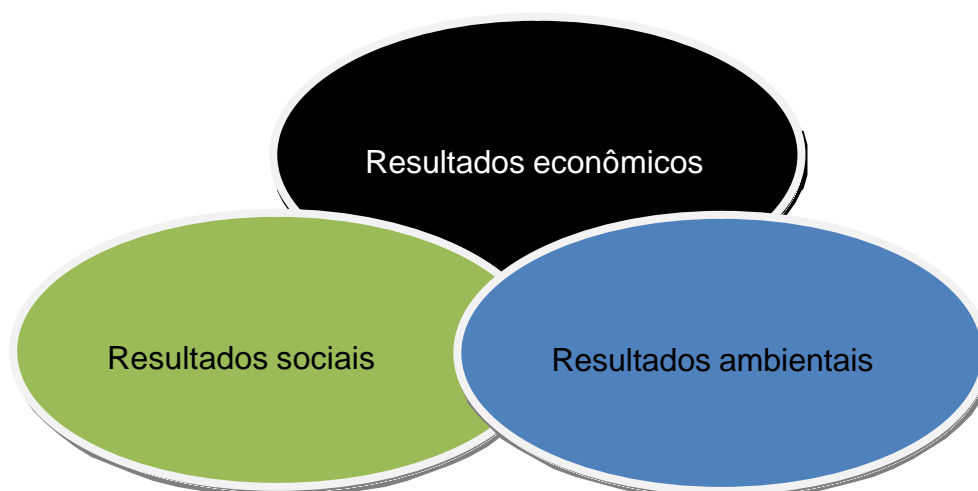 Resultados econômicos
Resultados sociais
Resultados ambientais